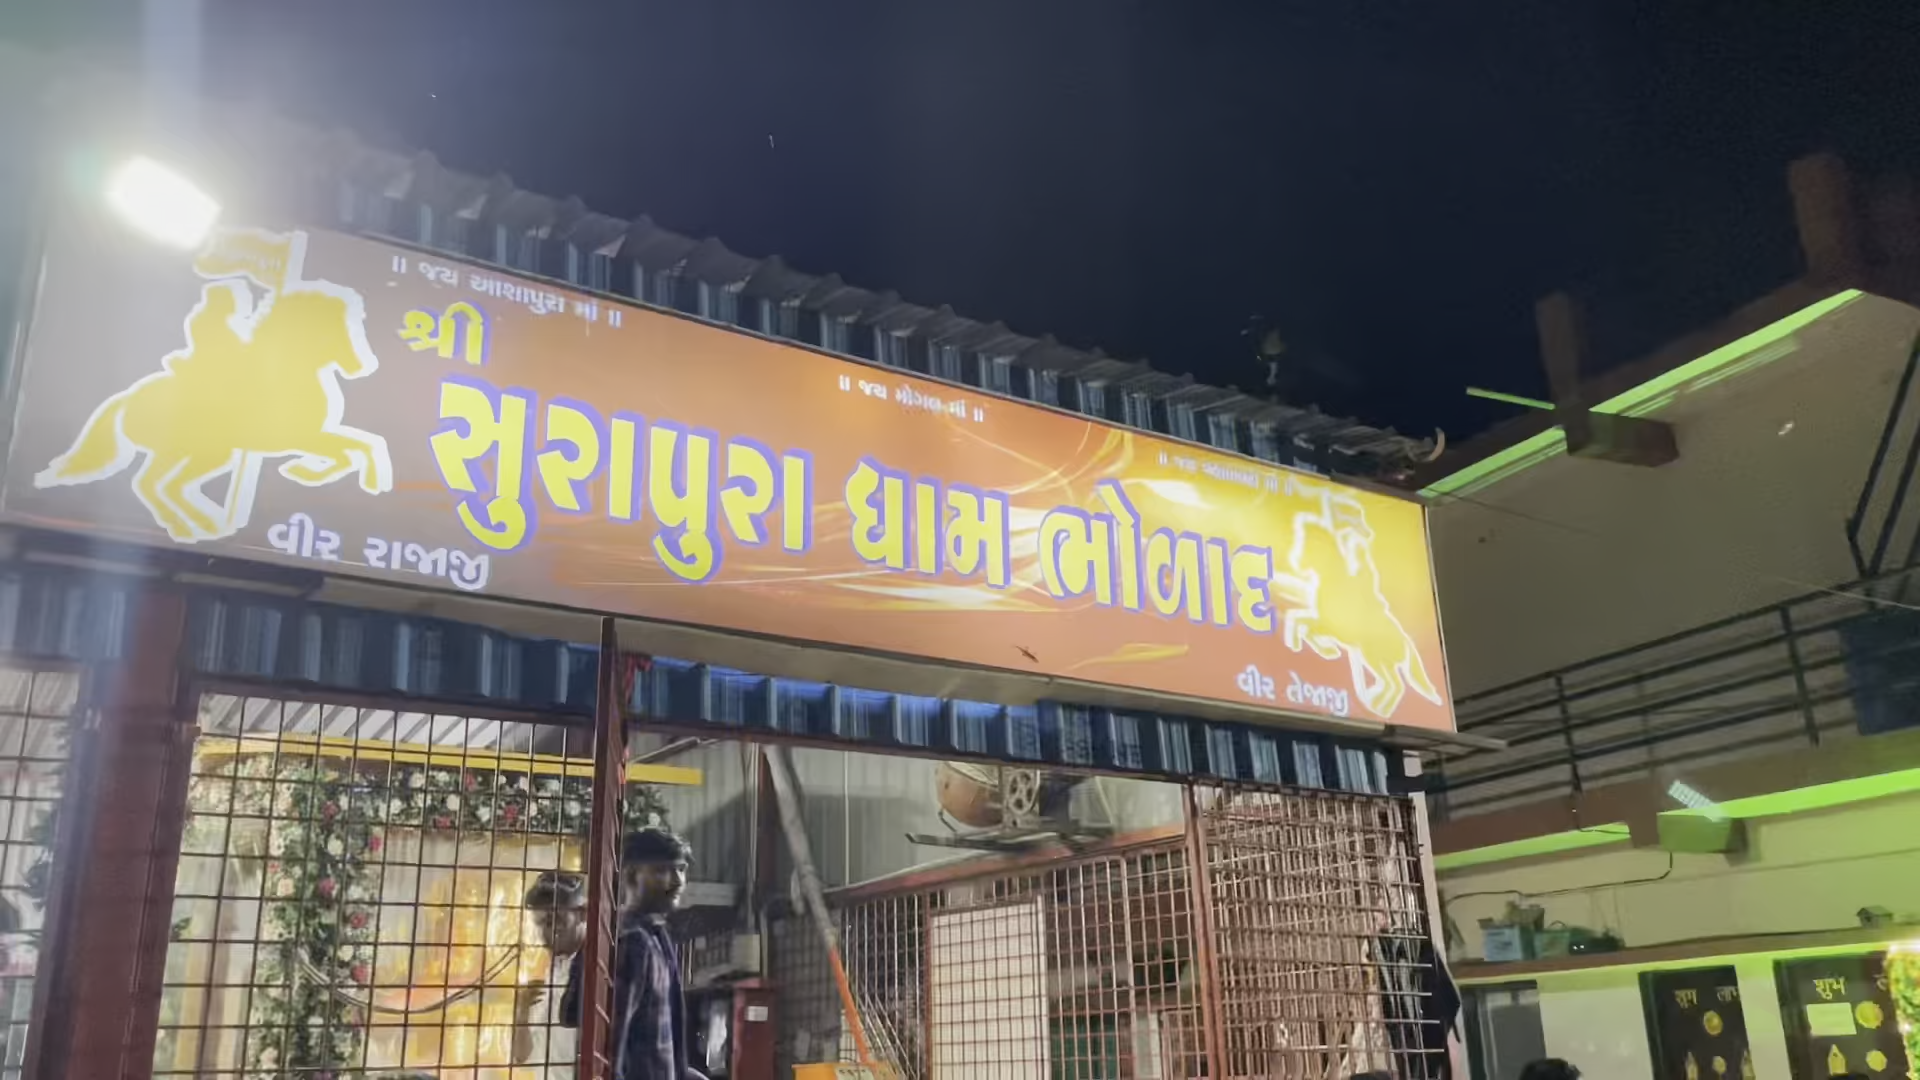 ॥ જય આશાપુરા માં ॥
॥ જય મોગલ માં ॥
શ્રી
સુરાપુરા ધામ ભોળાદ
વીર રાજાજી
વીર તેજાજી
શુભ લાભ
શુભ